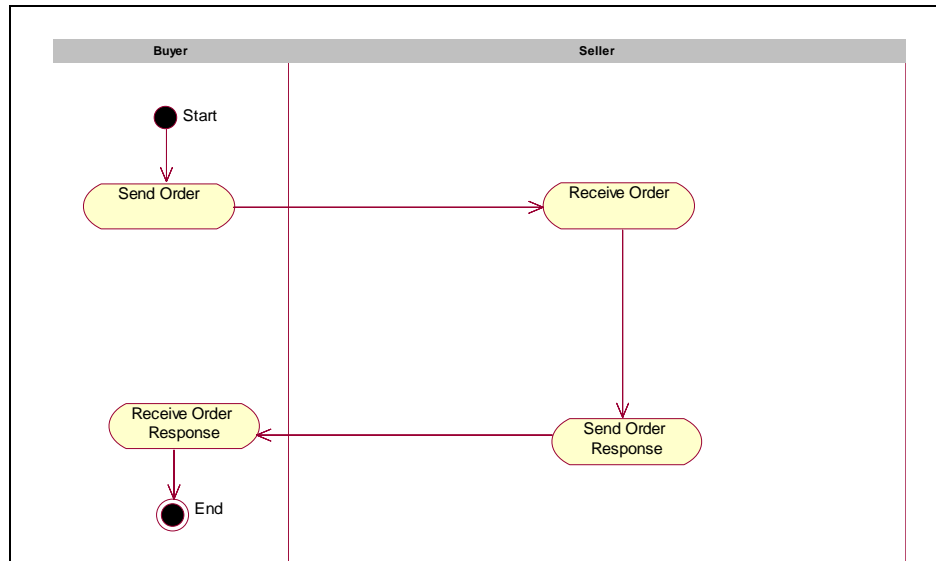 Buyer
Seller
Start
Send Order
Receive Order
Receive Order
Response
Send Order
Response
End